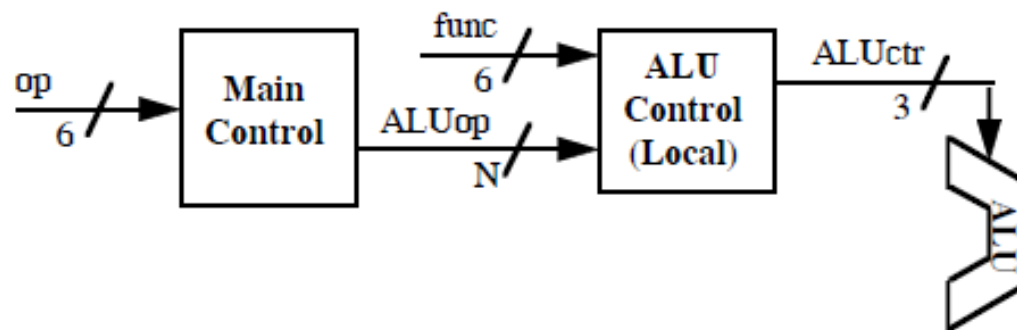 op
6
Main
Control
ALUop
N
func
6
ALU
Control
(Local)
ALUctr
3
ALU